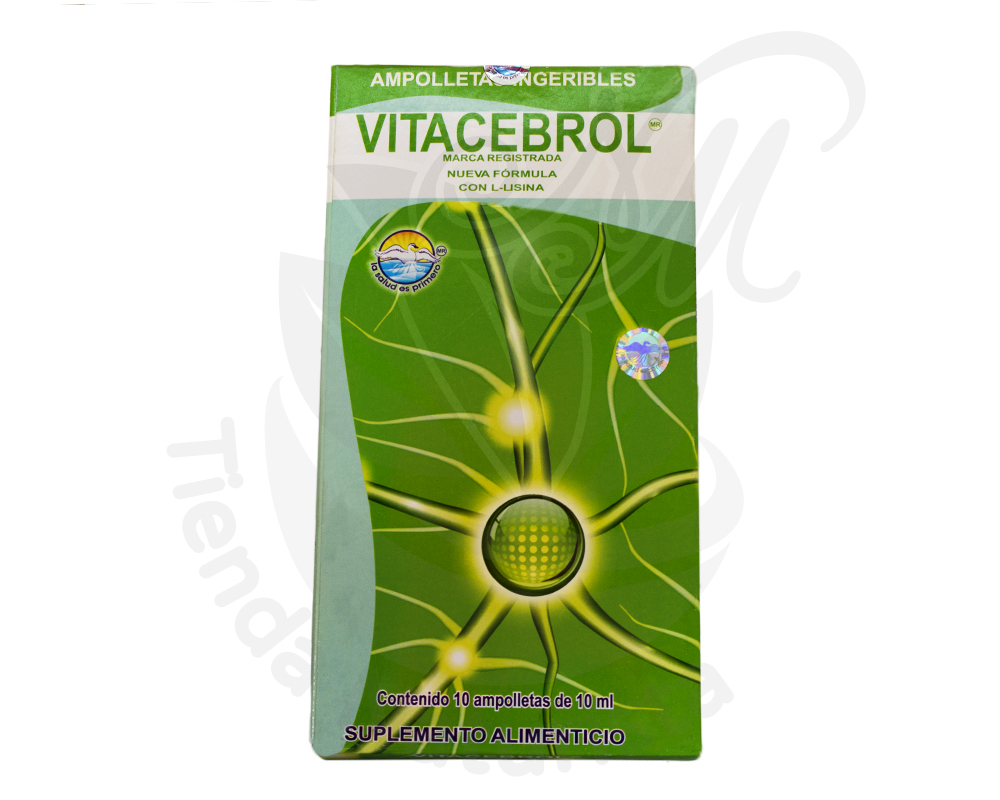 AMPOLLETAS INGERIBLES
VITACEBROL MR
MARCA REGISTRADA
NUEVA FÓRMULA
CON L-LISINA
MR
la salud es primero
Contenido 10 ampolletas de 10 ml
SUPLEMENTO ALIMENTICIO
SM
Tienda